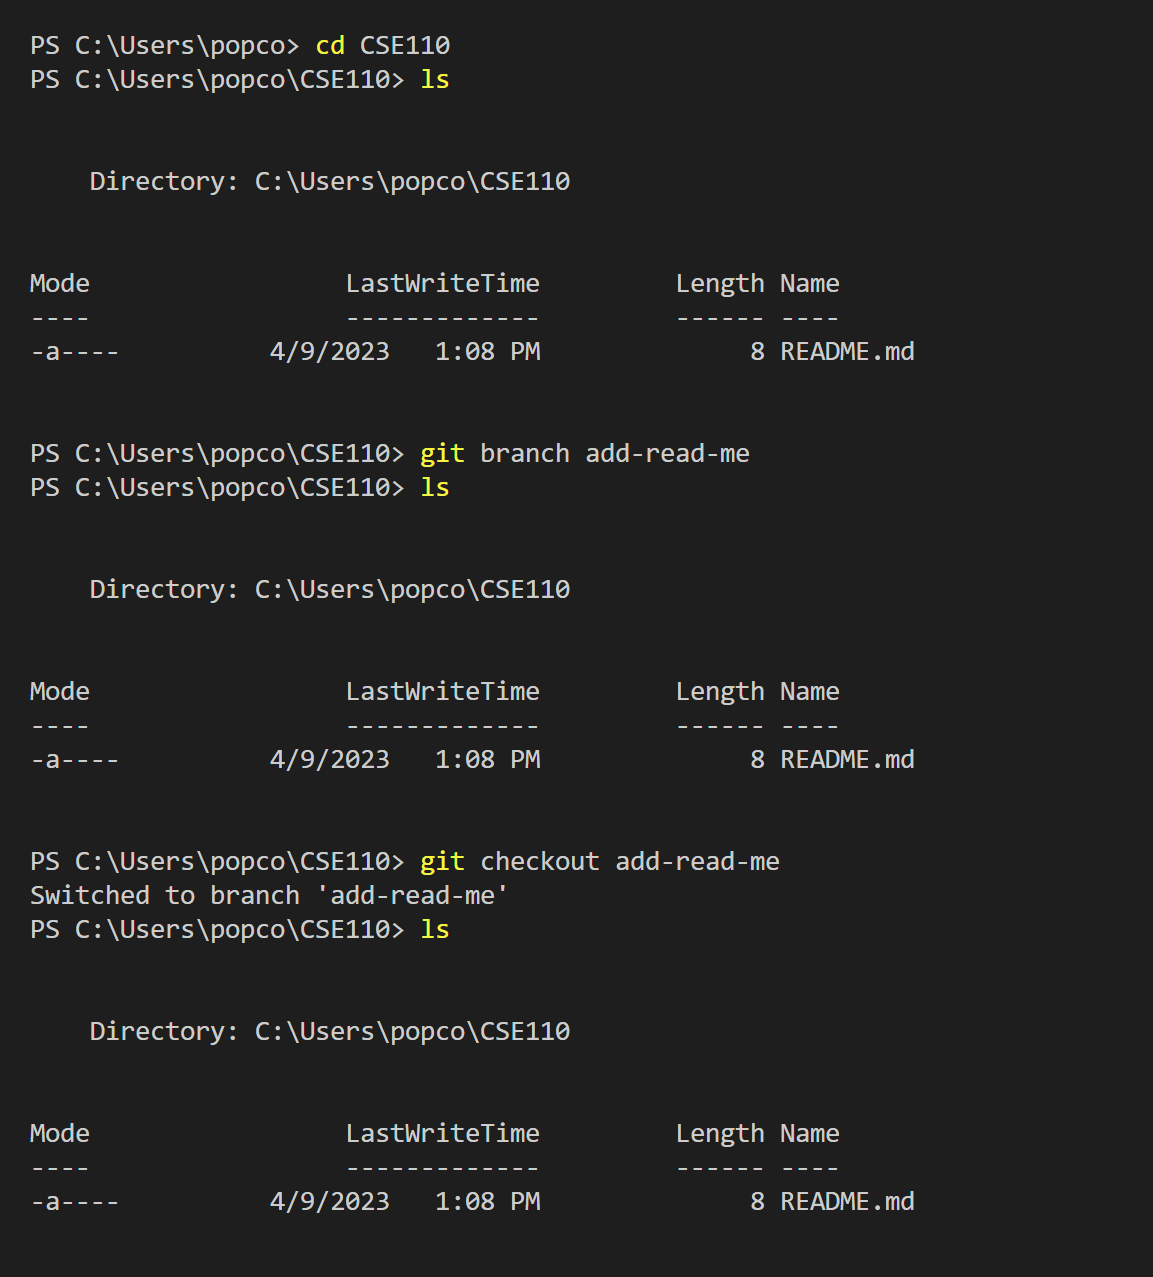 PS C:\Users\popco> cd CSE110
PS C:\Users\popco\CSE110> ls
Directory: C:\Users\popco\CSE110
Mode                 LastWriteTime         Length Name
----                 -------------         ------ ----
-a----          4/9/2023   1:08 PM              8 README.md
PS C:\Users\popco\CSE110> git branch add-read-me
PS C:\Users\popco\CSE110> ls
Directory: C:\Users\popco\CSE110
Mode                 LastWriteTime         Length Name
----                 -------------         ------ ----
-a----          4/9/2023   1:08 PM              8 README.md
PS C:\Users\popco\CSE110> git checkout add-read-me
Switched to branch 'add-read-me'
PS C:\Users\popco\CSE110> ls
Directory: C:\Users\popco\CSE110
Mode                 LastWriteTime         Length Name
----                 -------------         ------ ----
-a----          4/9/2023   1:08 PM              8 README.md